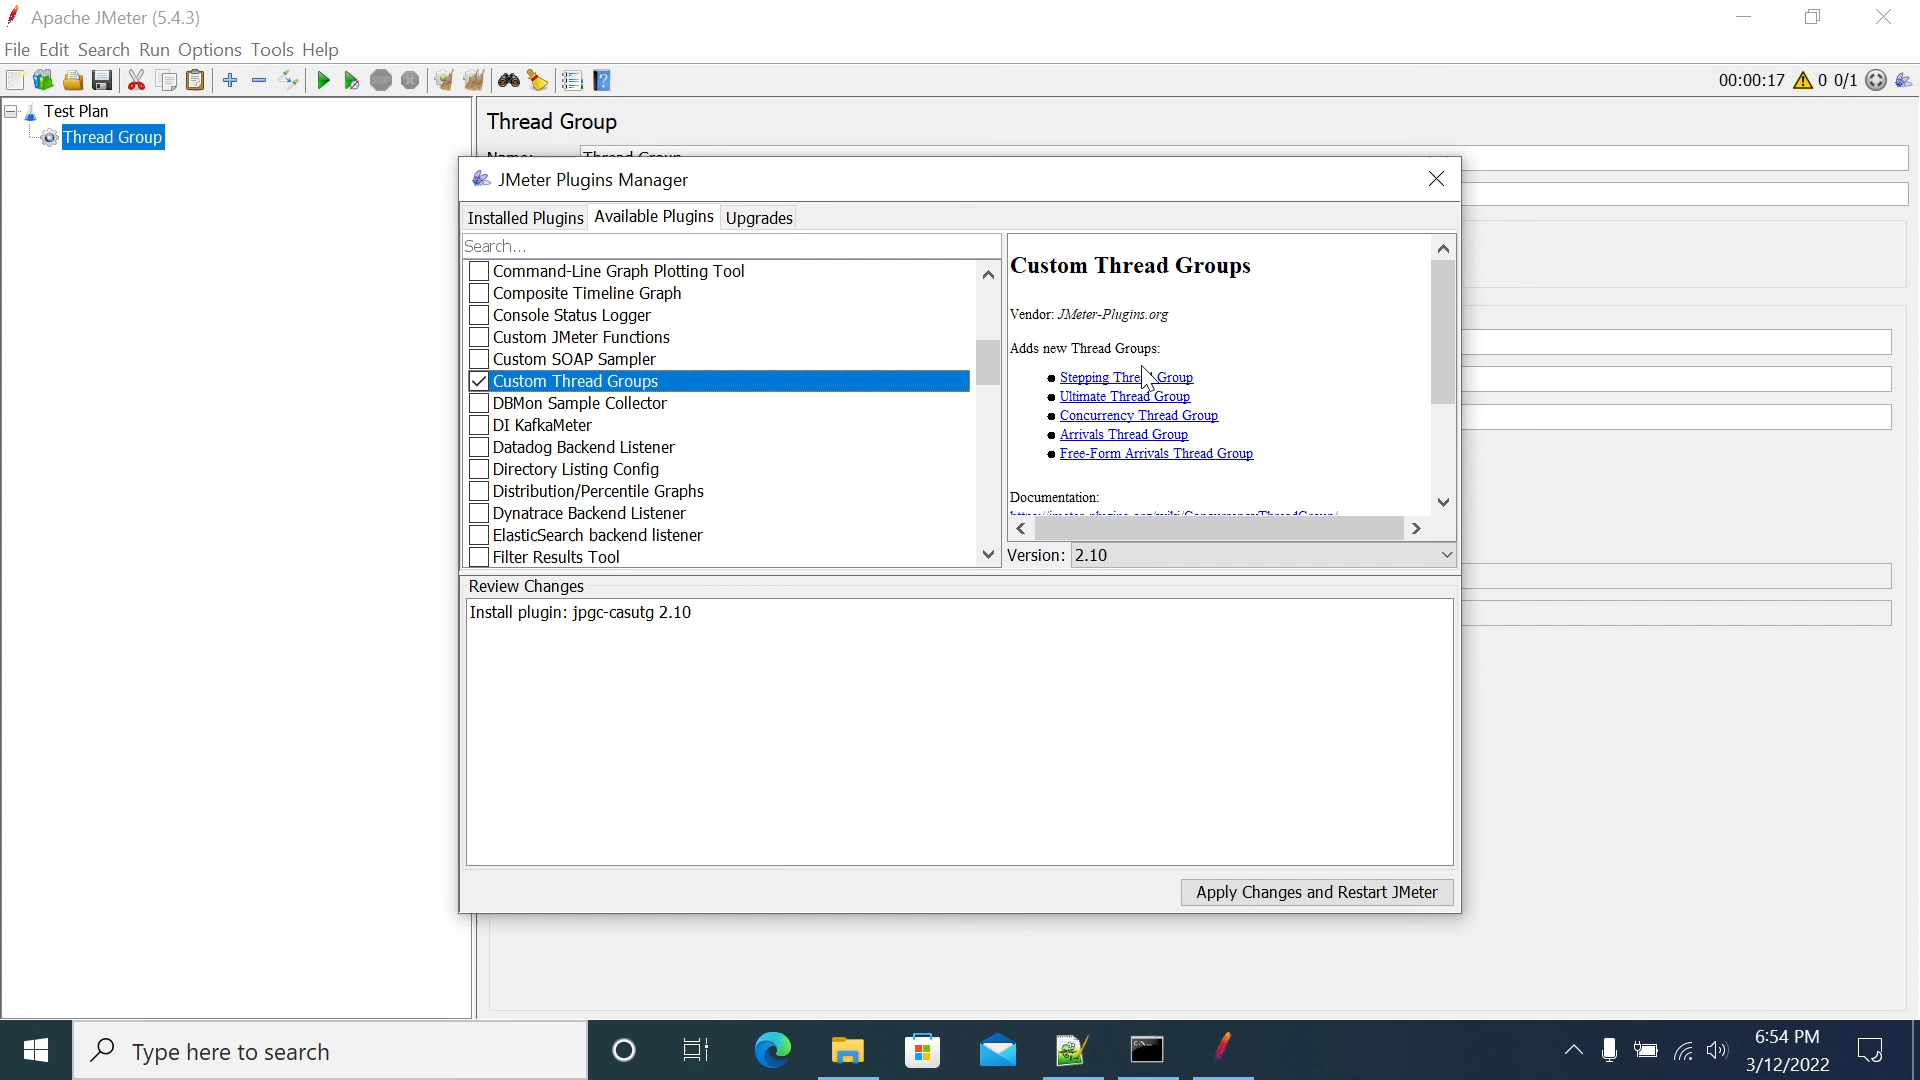 Apache JMeter (5.4.3)
File Edit Search Run Options Tools Help
00:00:17 0 0/1
Test Plan
Thread Group
Thread Group
JMeter Plugins Manager
Installed Plugins Available Plugins Upgrades
Search...
Command-Line Graph Plotting Tool
Composite Timeline Graph
Console Status Logger
Custom JMeter Functions
Custom SOAP Sampler
Custom Thread Groups
DBMon Sample Collector
DI KafkaMeter
Datadog Backend Listener
Directory Listing Config
Distribution/Percentile Graphs
Dynatrace Backend Listener
ElasticSearch backend listener
Filter Results Tool
Custom Thread Groups
Vendor: JMeter-Plugins.org
Adds new Thread Groups:
Stepping Thread Group
Ultimate Thread Group
Concurrency Thread Group
Arrivals Thread Group
Free-Form Arrivals Thread Group
Documentation:
Version: 2.10
Review Changes
Install plugin: jpgc-casutg 2.10
Apply Changes and Restart JMeter
Type here to search
6:54 PM
3/12/2022